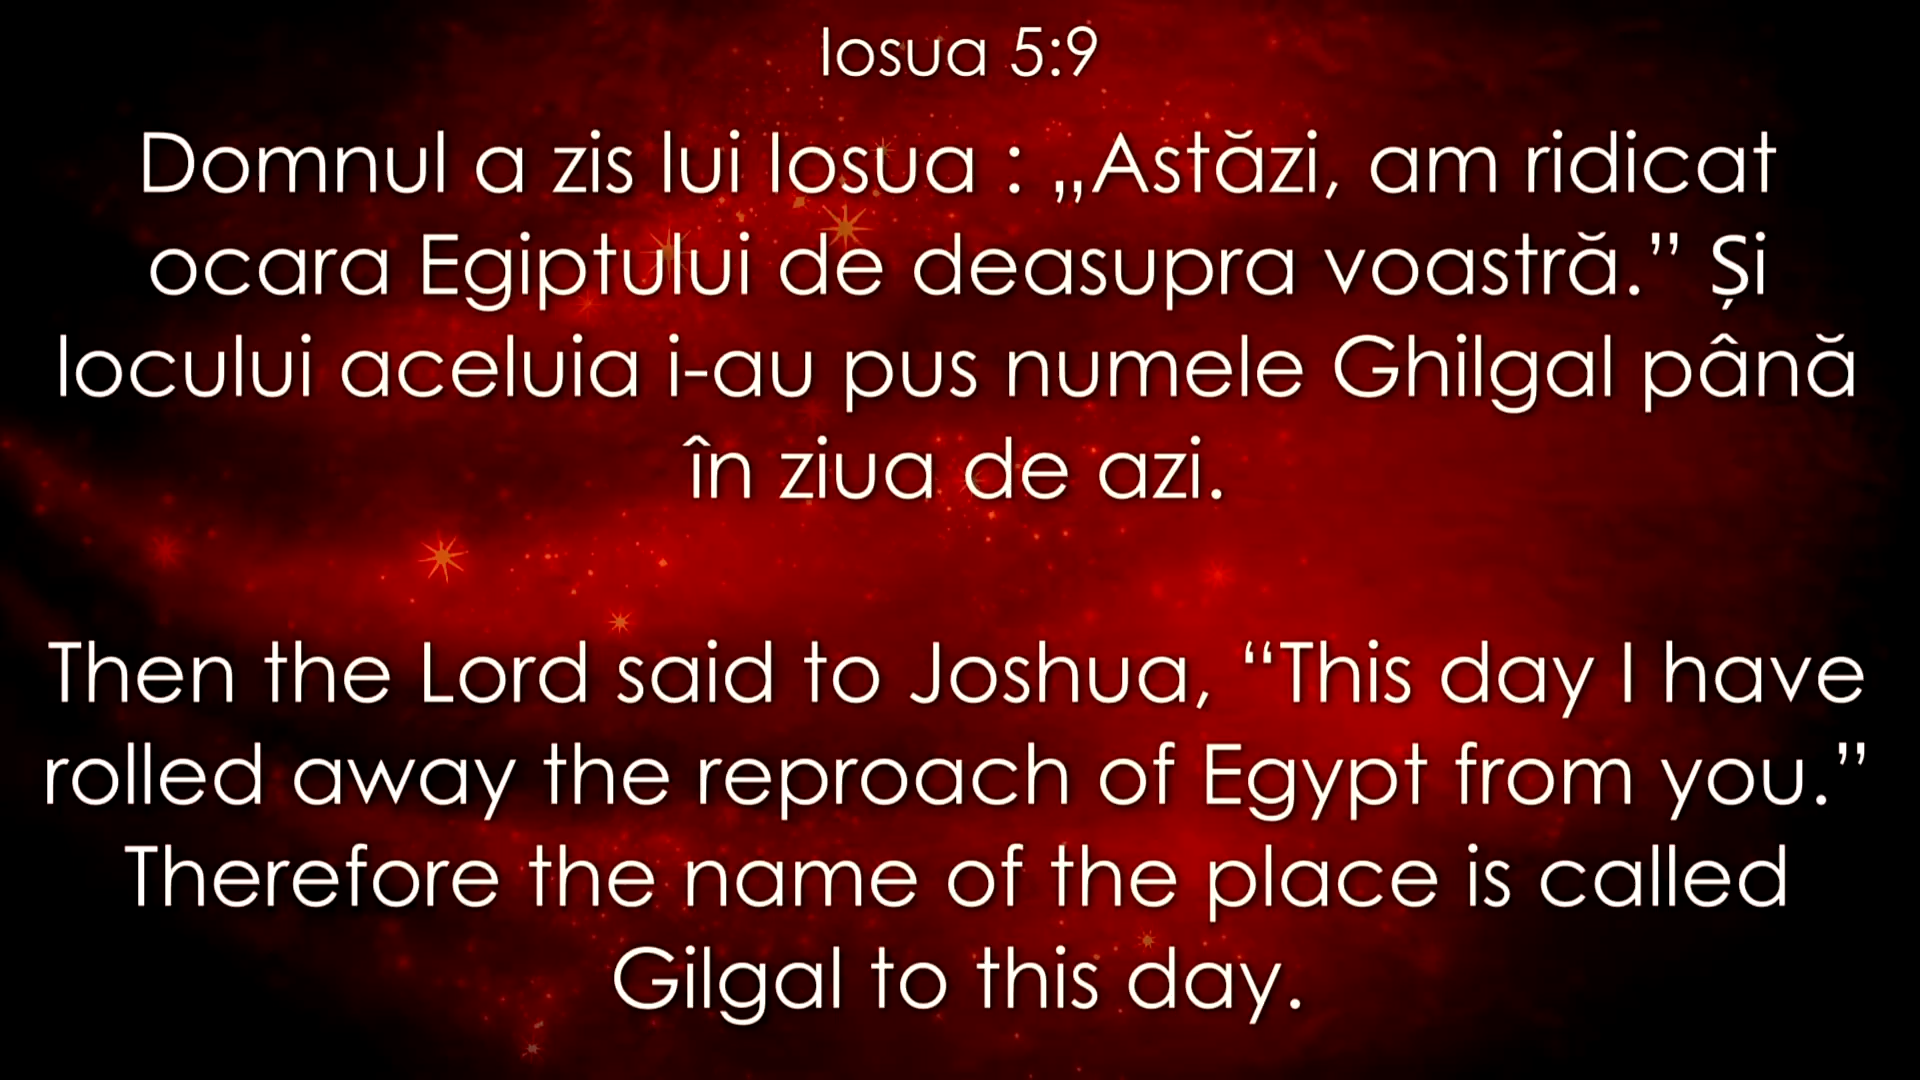 Iosua 5:9
Domnul a zis lui Iosua : „Astăzi, am ridicat
ocara Egiptului de deasupra voastră.” Și
locului aceluia i-au pus numele Ghilgal până
în ziua de azi.
Then the Lord said to Joshua, “This day I have
rolled away the reproach of Egypt from you.”
Therefore the name of the place is called
Gilgal to this day.